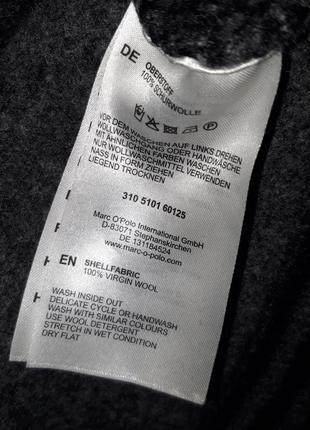 DE
OBERSTOFF
100% SCHURWOLLE
VOR DEM WASCHEN AUF LINKS DREHEN
WOLLWASCHGANG ODER HANDWÄSCHE
MIT ÄHNLICHEN FARBEN WASCHEN
NUR WOLLWASCHMITTEL VERWENDEN
NASS IN FORM ZIEHEN
LIEGEND TROCKNEN
310 5101 60125
Marc O'Polo International GmbH
D-83071 Stephanskirchen
DE 131184524
marc-o-polo.com
EN
SHELLFABRIC
100% VIRGIN WOOL
WASH INSIDE OUT
DELICATE CYCLE OR HANDWASH
WASH WITH SIMILAR COLOURS
USE WOOL DETERGENT
STRETCH IN WET CONDITION
DRY FLAT